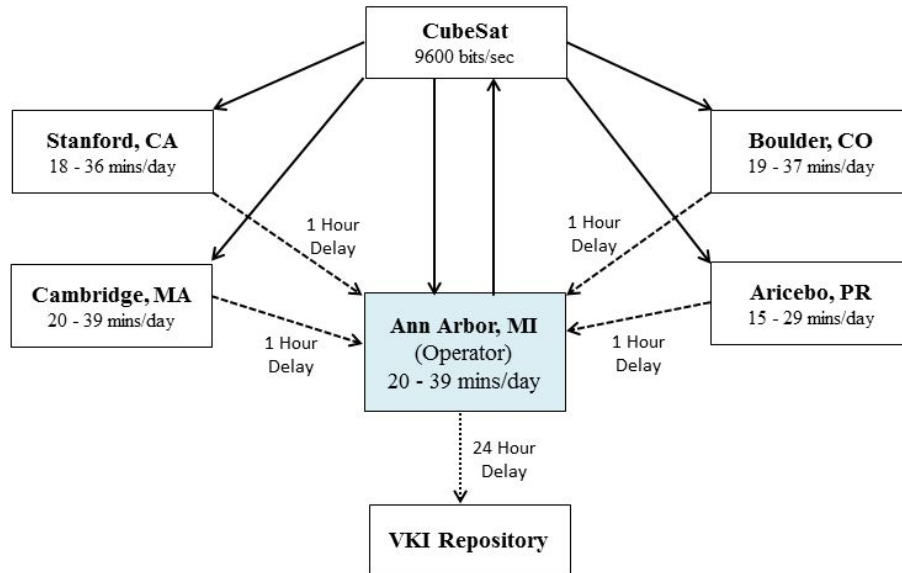 CubeSat
9600 bits/sec
Stanford, CA
18 - 36 mins/day
Boulder, CO
19 - 37 mins/day
1 Hour
Delay
1 Hour
Delay
Cambridge, MA
20 - 39 mins/day
Ann Arbor, MI
(Operator)
20 - 39 mins/day
Aricebo, PR
15 - 29 mins/day
1 Hour
Delay
1 Hour
Delay
24 Hour
Delay
VKI Repository